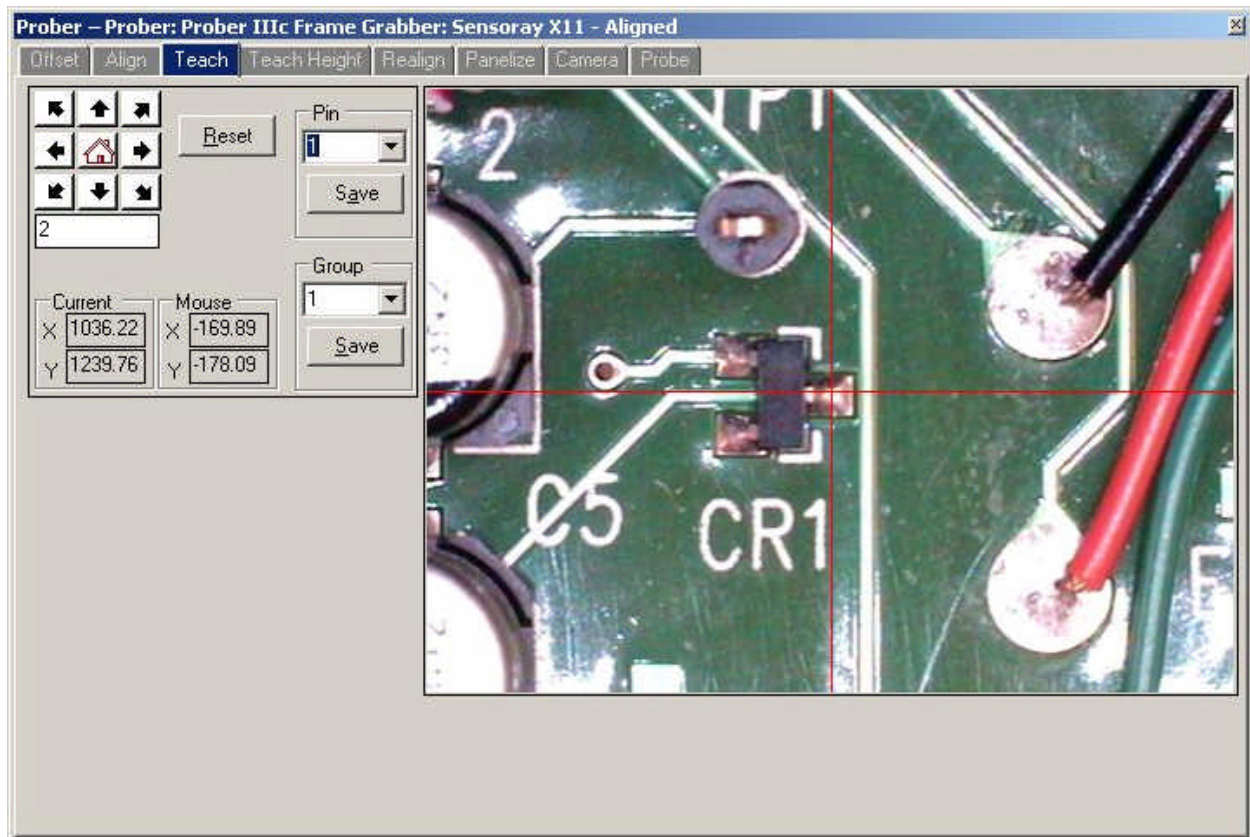 Prober – Prober: Prober IIIc Frame Grabber: Sensoray X11 - Aligned
Offset Align Teach Teach Height Realign Panelize Camera Probe
Reset
Pin
1
Save
2
Group
1
Save
Current
X 1036.22
Y 1239.76
Mouse
X -169.89
Y -178.09
2
TP1
C5
CR1